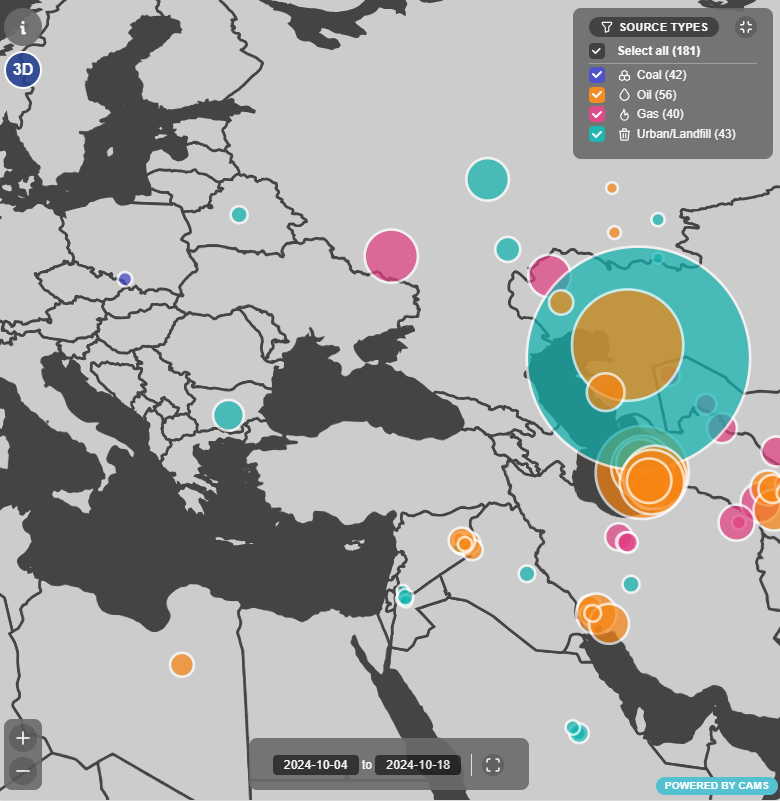 i
3D
SOURCE TYPES
Select all (181)
Coal (42)
Oil (56)
Gas (40)
Urban/Landfill (43)
+
−
2024-10-04 to 2024-10-18
POWERED BY CAMS